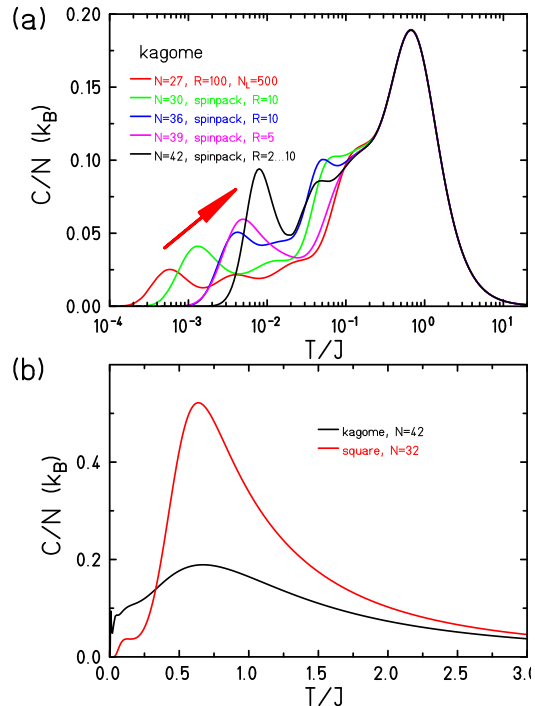 (a)
kagome
N=27, R=100, N_L=500
N=30, spinpack, R=10
N=36, spinpack, R=10
N=39, spinpack, R=5
N=42, spinpack, R=2...10
C/N (k_B)
0.20
0.15
0.10
0.05
0.00
10^-4 10^-3 10^-2 10^-1 10^0 10^1
T/J
(b)
kagome, N=42
square, N=32
C/N (k_B)
0.4
0.2
0
0.0 0.5 1.0 1.5 2.0 2.5 3.0
T/J